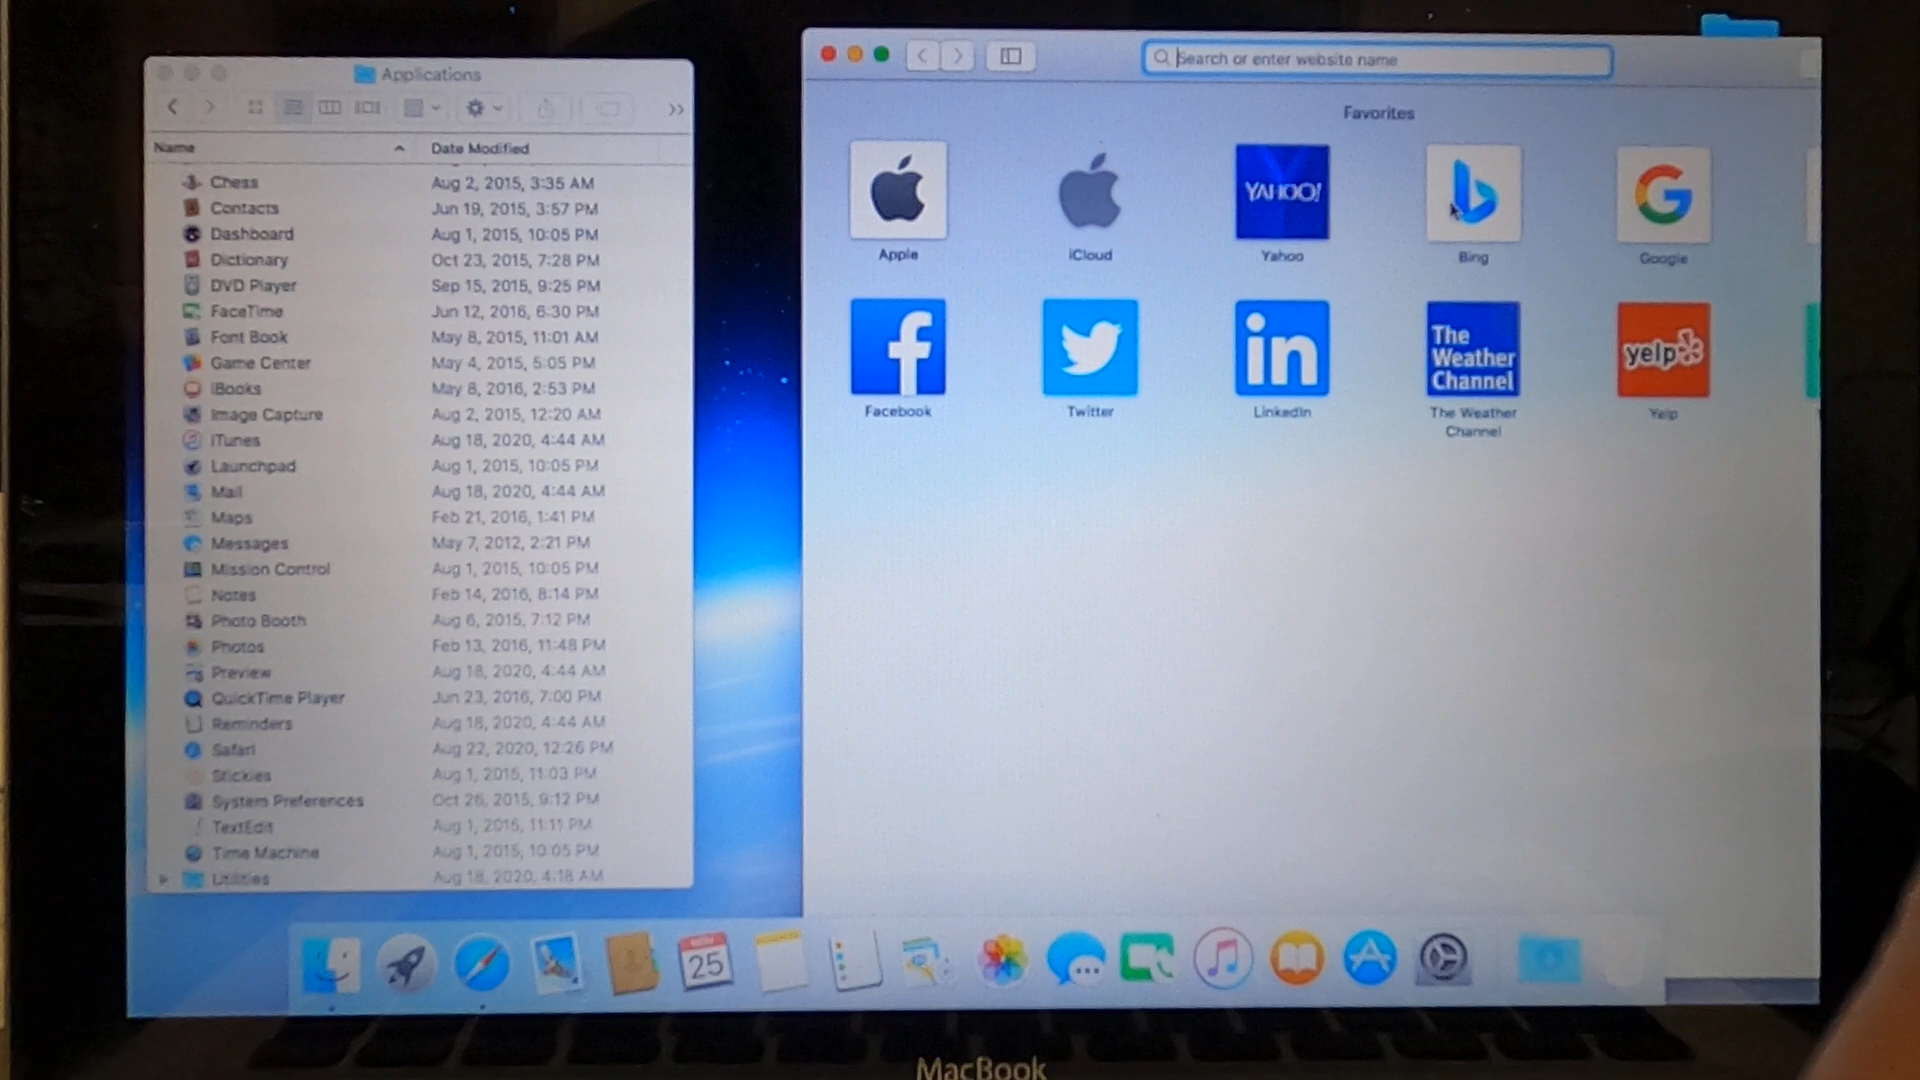 Applications
Name Date Modified
Chess Aug 2, 2015, 3:35 AM
Contacts Jun 19, 2015, 3:57 PM
Dashboard Aug 1, 2015, 10:05 PM
Dictionary Oct 23, 2015, 7:28 PM
DVD Player Sep 15, 2015, 9:25 PM
FaceTime Jun 12, 2016, 6:30 PM
Font Book May 8, 2015, 11:01 AM
Game Center May 4, 2015, 5:05 PM
iBooks May 8, 2016, 2:53 PM
Image Capture Aug 2, 2015, 12:20 AM
iTunes Aug 18, 2020, 4:44 AM
Launchpad Aug 1, 2015, 10:05 PM
Mail Aug 18, 2020, 4:44 AM
Maps Feb 21, 2016, 1:41 PM
Messages May 7, 2012, 2:21 PM
Mission Control Aug 1, 2015, 10:05 PM
Notes Feb 14, 2016, 8:14 PM
Photo Booth Aug 6, 2015, 7:12 PM
Photos Feb 13, 2016, 11:48 PM
Preview Aug 18, 2020, 4:44 AM
QuickTime Player Jun 23, 2016, 7:00 PM
Reminders Aug 18, 2020, 4:44 AM
Safari Aug 22, 2020, 12:26 PM
Stickies Aug 1, 2015, 11:03 PM
System Preferences Oct 26, 2015, 9:12 PM
TextEdit Aug 1, 2015, 11:11 PM
Time Machine Aug 1, 2015, 10:05 PM
Utilities Aug 18, 2020, 4:18 AM
Search or enter website name
Favorites
YAHOO!
Apple iCloud Yahoo Bing Google
The
Weather
Channel
yelp
Facebook Twitter LinkedIn The Weather Channel Yelp
NOV
25
MacBook